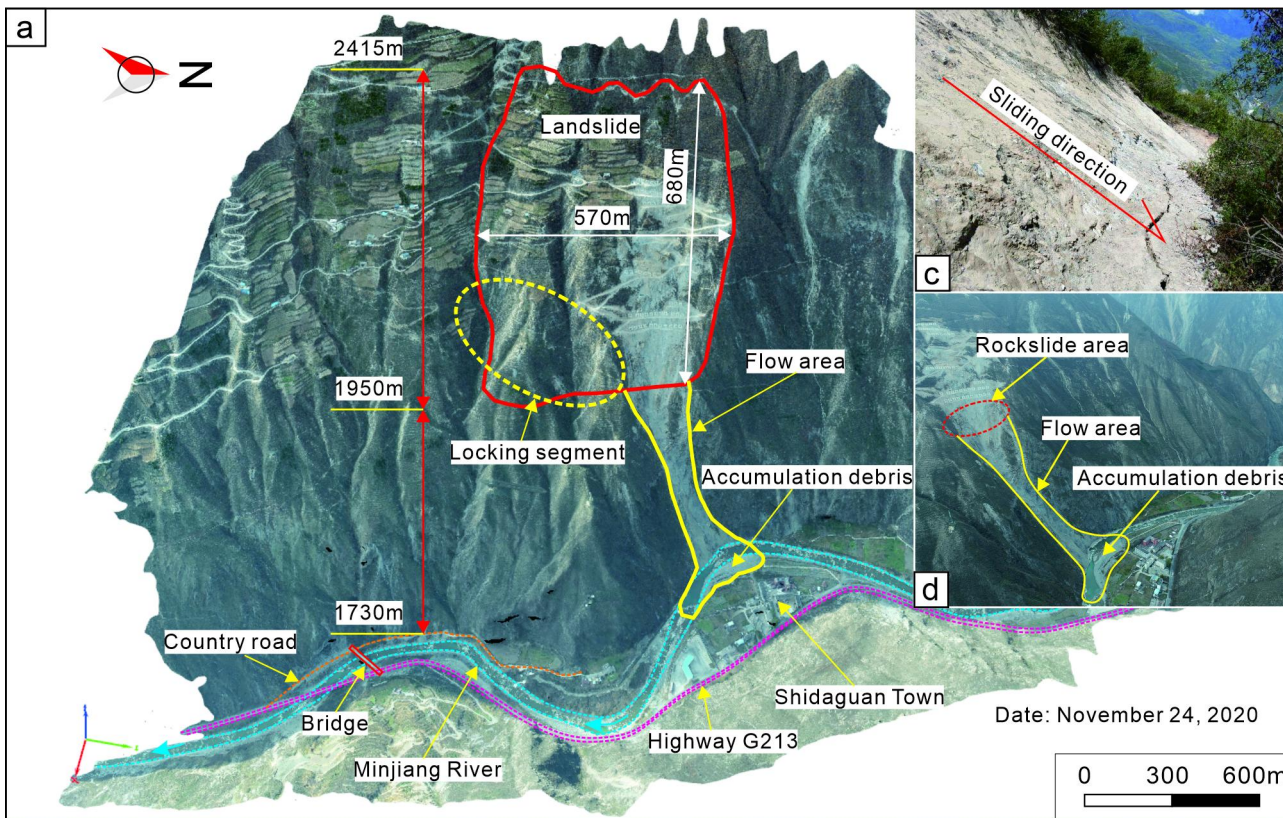 a
N
2415m
Landslide
680m
570m
1950m
Locking segment
Flow area
Accumulation debris
1730m
Country road
Bridge
Minjiang River
Highway G213
Shidaguan Town
Date: November 24, 2020
0 300 600m
Sliding direction
c
Rockslide area
Flow area
Accumulation debris
d